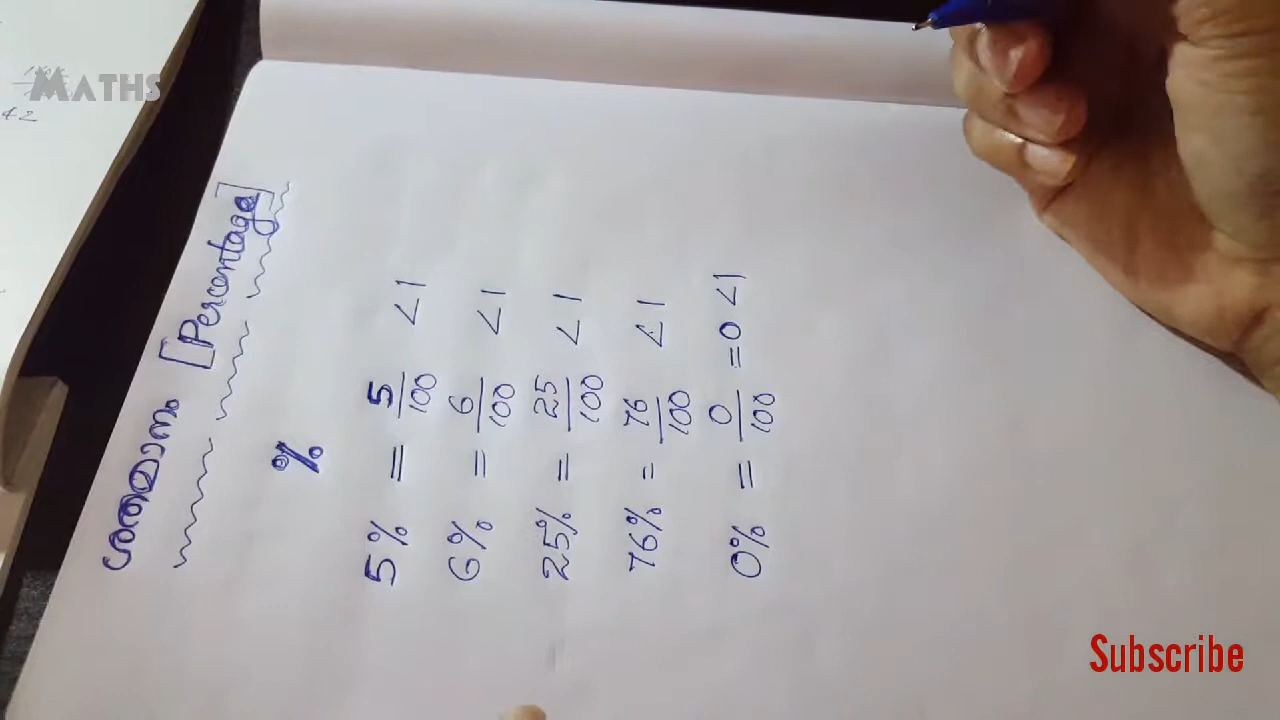 MATHS
42
ശതമാനം [Percentage]
%
5% = 5/100 <1
6% = 6/100 <1
25% = 25/100 <1
76% = 76/100 <1
0% = 0/100 =0 <1
Subscribe